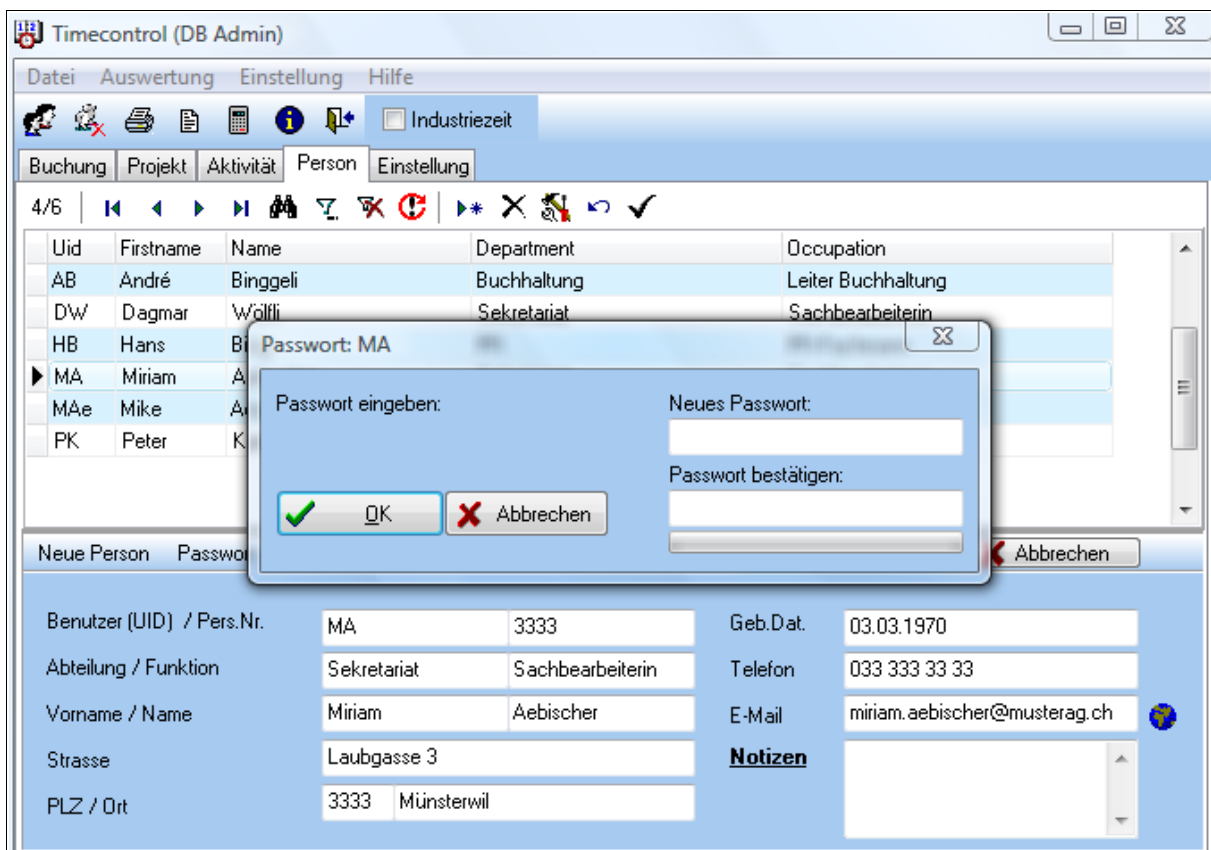 Timecontrol (DB Admin)
Datei Auswertung Einstellung Hilfe
Industriezeit
Buchung Projekt Aktivität Person Einstellung
4/6
Uid Firstname Name Department Occupation
AB André Binggeli Buchhaltung Leiter Buchhaltung
DW Dagmar Wölfli Sekretariat Sachbearbeiterin
HB Hans
MA Miriam
MAe Mike
PK Peter
Passwort: MA
Passwort eingeben:
Neues Passwort:
Passwort bestätigen:
OK Abbrechen
Neue Person Abbrechen
Benutzer (UID) / Pers.Nr. MA 3333 Geb.Dat. 03.03.1970
Abteilung / Funktion Sekretariat Sachbearbeiterin Telefon 033 333 33 33
Vorname / Name Miriam Aebischer E-Mail miriam.aebischer@musterag.ch
Strasse Laubgasse 3 Notizen
PLZ / Ort 3333 Münsterwil